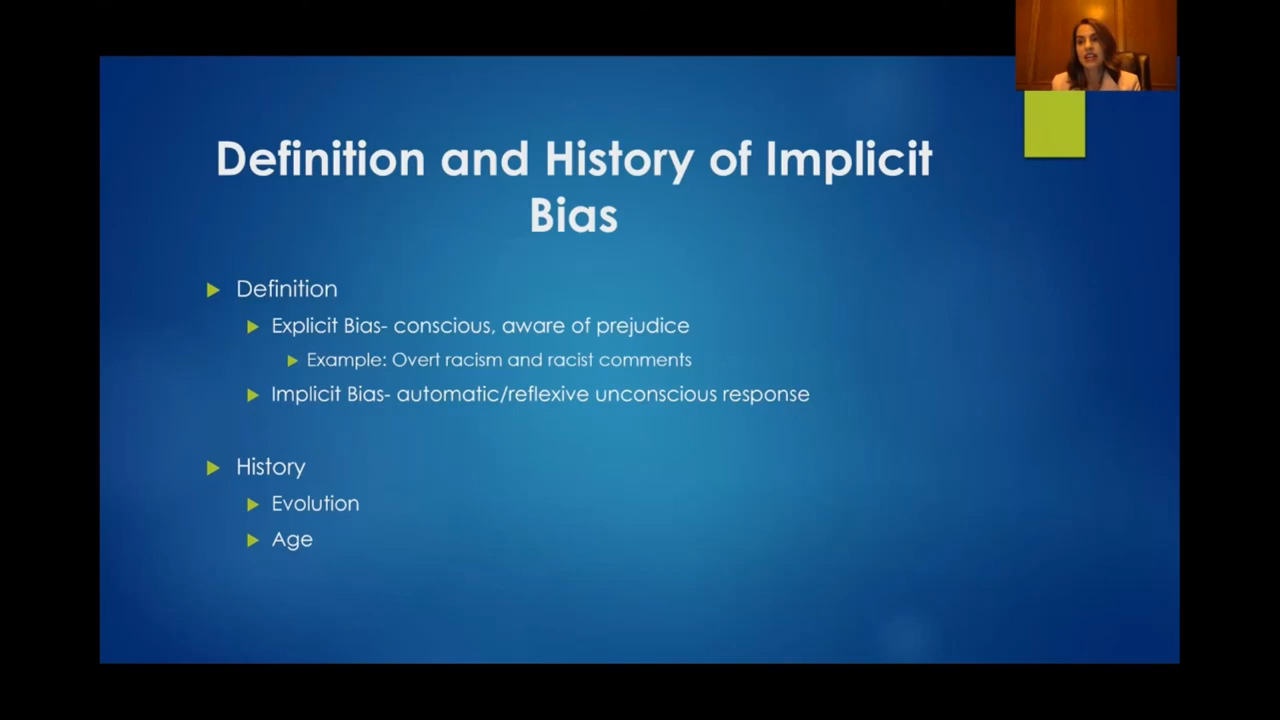 Definition and History of Implicit
Bias
Definition
Explicit Bias- conscious, aware of prejudice
Example: Overt racism and racist comments
Implicit Bias- automatic/reflexive unconscious response
History
Evolution
Age